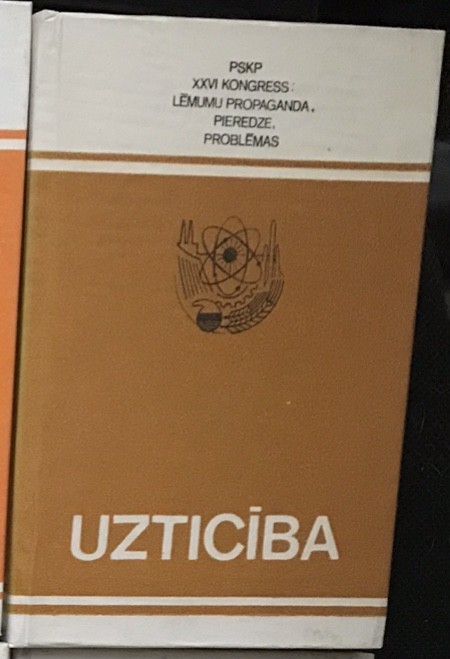 PSKP
XXVI KONGRESS:
LĒMUMU PROPAGANDA,
PIEREDZE,
PROBLĒMAS
UZTICĪBA